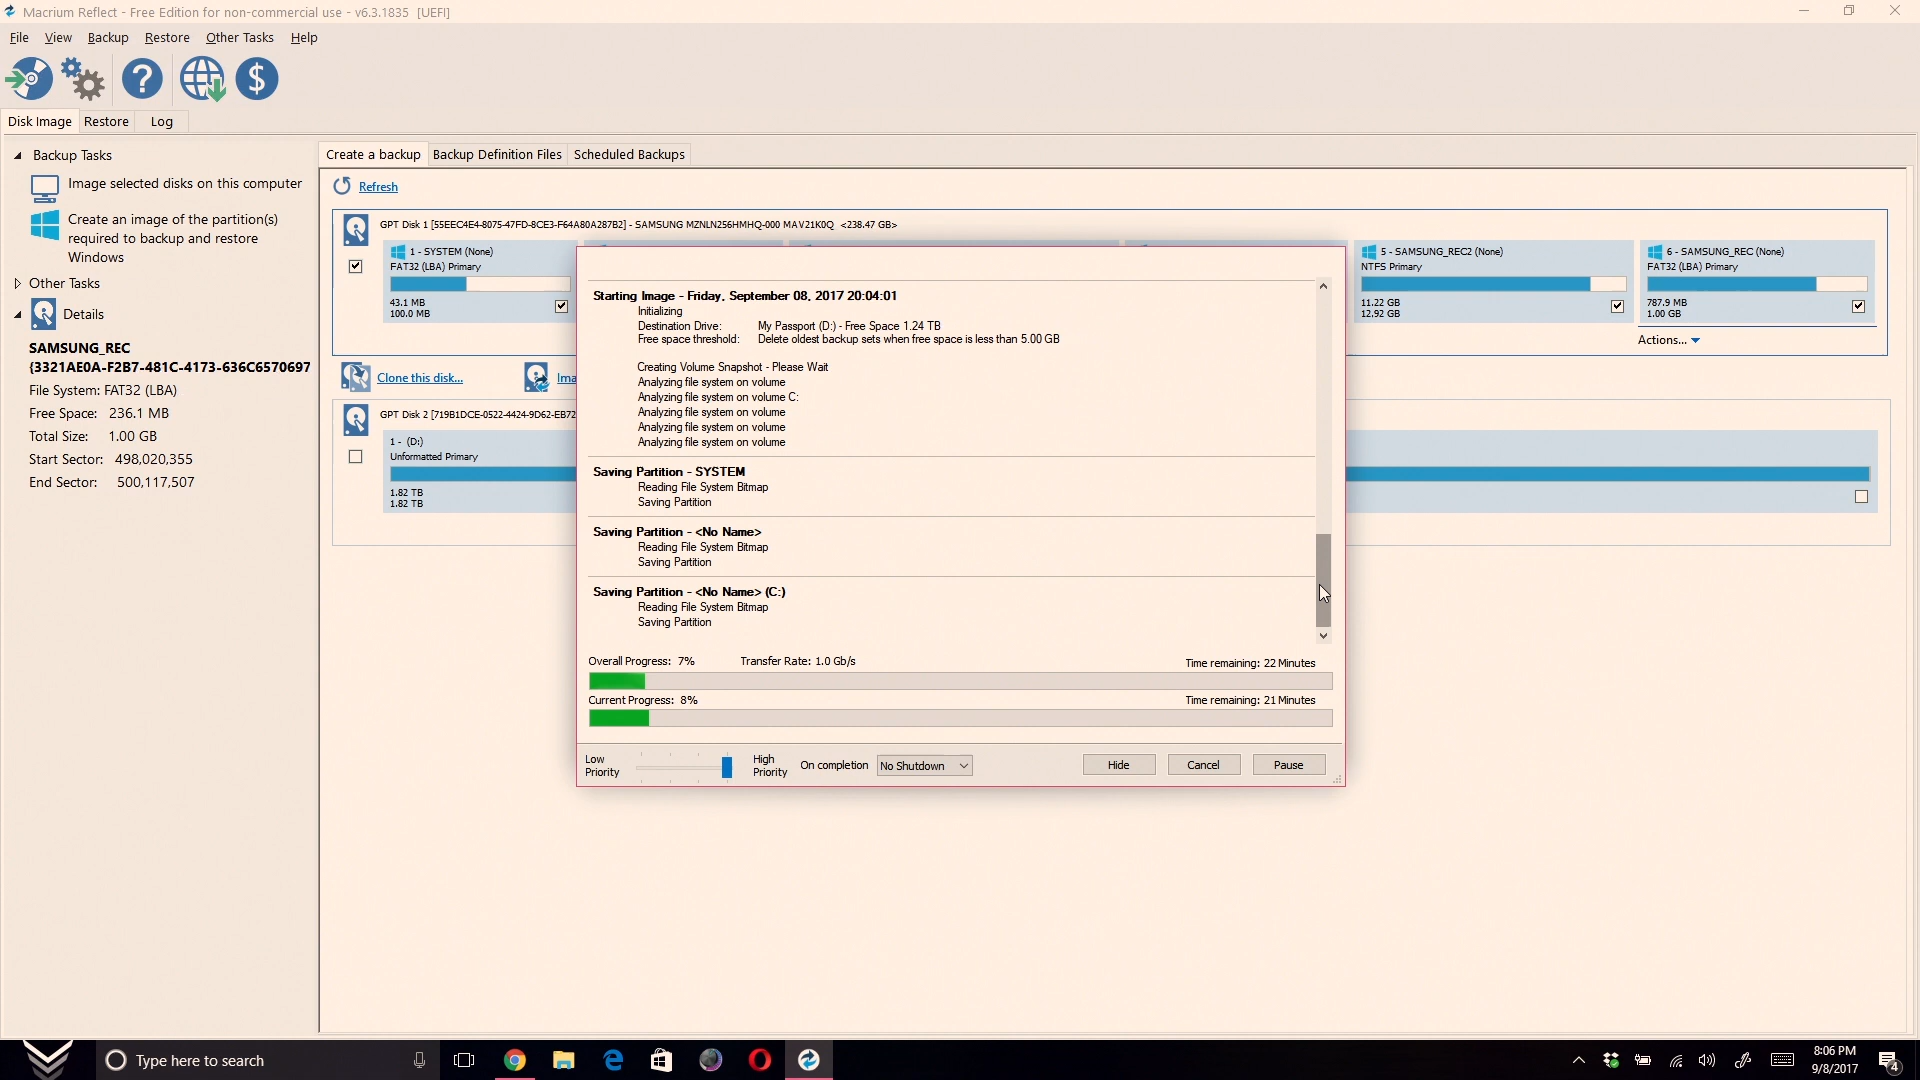 Macrium Reflect - Free Edition for non-commercial use - v6.3.1835 [UEFI]
File View Backup Restore Other Tasks Help
Disk Image Restore Log
Backup Tasks
Image selected disks on this computer
Create an image of the partition(s)
required to backup and restore
Windows
Other Tasks
Details
SAMSUNG_REC
{3321AE0A-F2B7-481C-4173-636C6570697
File System: FAT32 (LBA)
Free Space: 236.1 MB
Total Size: 1.00 GB
Start Sector: 498,020,355
End Sector: 500,117,507
Create a backup Backup Definition Files Scheduled Backups
Refresh
GPT Disk 1 [55EEC4E4-8075-47FD-8CE3-F64A80A287B2] - SAMSUNG MZNLN256HMHQ-000 MAV21K0Q <238.47 GB>
1 - SYSTEM (None)
FAT32 (LBA) Primary
43.1 MB
100.0 MB
5 - SAMSUNG_REC2 (None)
NTFS Primary
11.22 GB
12.92 GB
6 - SAMSUNG_REC (None)
FAT32 (LBA) Primary
787.9 MB
1.00 GB
Actions...
Clone this disk... Ima
GPT Disk 2 [719B1DCE-0522-4424-9D62-EB72
1 - (D:)
Unformatted Primary
1.82 TB
1.82 TB
Starting Image - Friday, September 08, 2017 20:04:01
Initializing
Destination Drive: My Passport (D:) - Free Space 1.24 TB
Free space threshold: Delete oldest backup sets when free space is less than 5.00 GB
Creating Volume Snapshot - Please Wait
Analyzing file system on volume
Analyzing file system on volume C:
Analyzing file system on volume
Analyzing file system on volume
Analyzing file system on volume
Saving Partition - SYSTEM
Reading File System Bitmap
Saving Partition
Saving Partition - <No Name>
Reading File System Bitmap
Saving Partition
Saving Partition - <No Name> (C:)
Reading File System Bitmap
Saving Partition
Overall Progress: 7% Transfer Rate: 1.0 Gb/s Time remaining: 22 Minutes
Current Progress: 8% Time remaining: 21 Minutes
Low
Priority
High
Priority
On completion No Shutdown Hide Cancel Pause
Type here to search
8:06 PM
9/8/2017
4